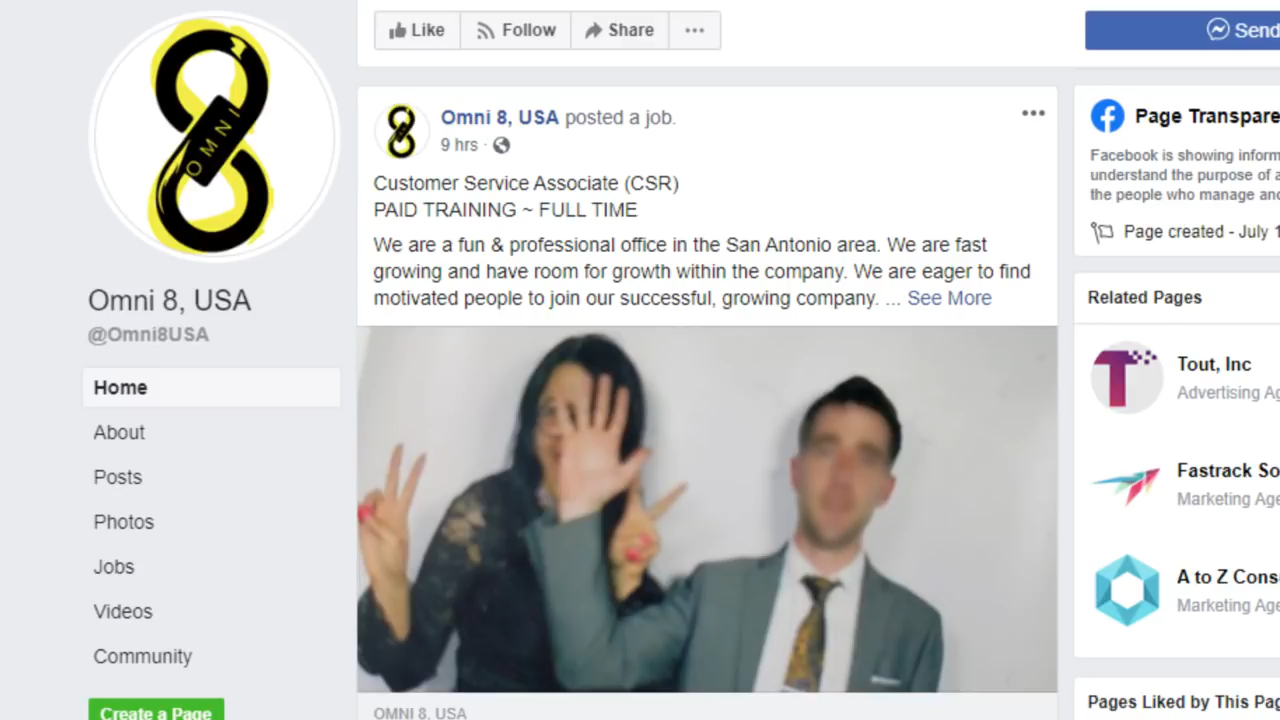 OMNI
Omni 8, USA
@Omni8USA
Home
About
Posts
Photos
Jobs
Videos
Community
Create a Page
Like
Follow
Share
Omni 8, USA posted a job.
9 hrs ·
Customer Service Associate (CSR)
PAID TRAINING ~ FULL TIME
We are a fun & professional office in the San Antonio area. We are fast
growing and have room for growth within the company. We are eager to find
motivated people to join our successful, growing company. ... See More
OMNI 8, USA
Send
Page Transpare
Facebook is showing inform
understand the purpose of a
the people who manage and
Page created - July 1
Related Pages
Tout, Inc
Advertising Ag
Fastrack So
Marketing Age
A to Z Cons
Marketing Age
Pages Liked by This Pag